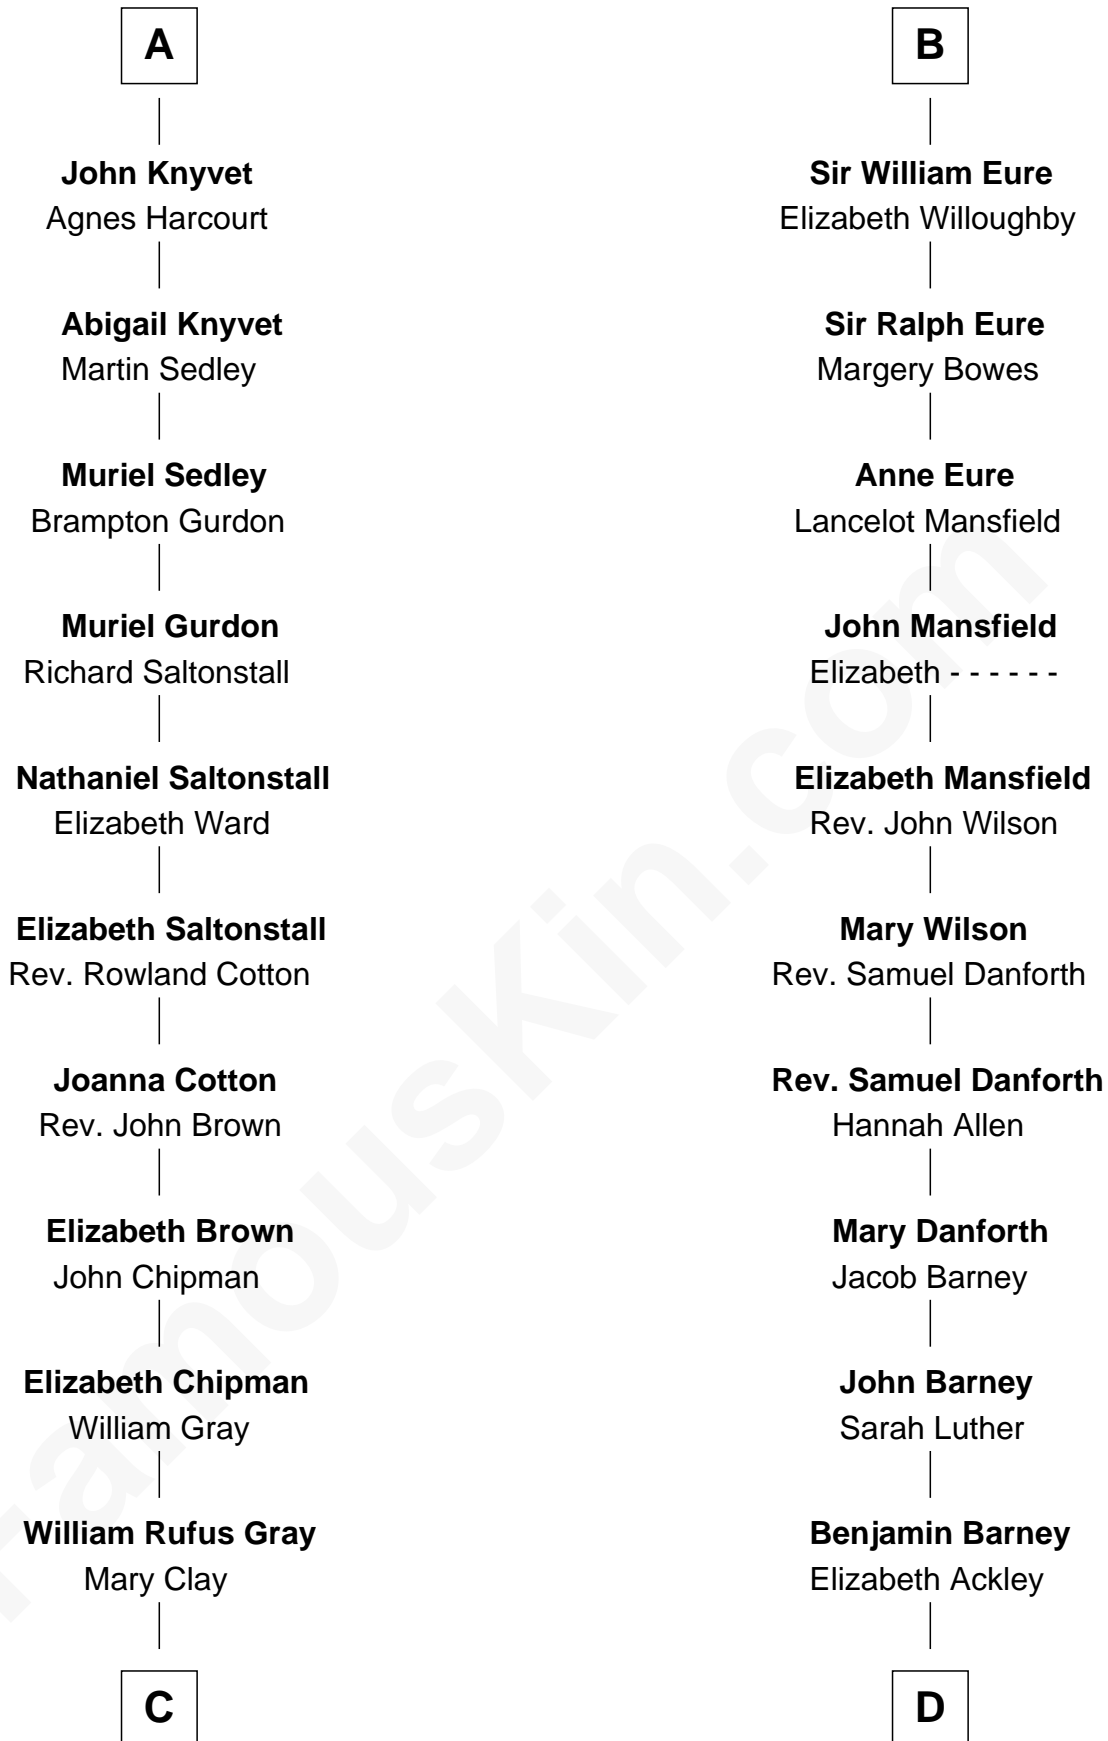 A
John Knyvet
Agnes Harcourt
Abigail Knyvet
Martin Sedley
Muriel Sedley
Brampton Gurdon
Muriel Gurdon
Richard Saltonstall
Nathaniel Saltonstall
Elizabeth Ward
Elizabeth Saltonstall
Rev. Rowland Cotton
Joanna Cotton
Rev. John Brown
Elizabeth Brown
John Chipman
Elizabeth Chipman
William Gray
William Rufus Gray
Mary Clay
C
B
Sir William Eure
Elizabeth Willoughby
Sir Ralph Eure
Margery Bowes
Anne Eure
Lancelot Mansfield
John Mansfield
Elizabeth - - - - - -
Elizabeth Mansfield
Rev. John Wilson
Mary Wilson
Rev. Samuel Danforth
Rev. Samuel Danforth
Hannah Allen
Mary Danforth
Jacob Barney
John Barney
Sarah Luther
Benjamin Barney
Elizabeth Ackley
D
FamousKin.com